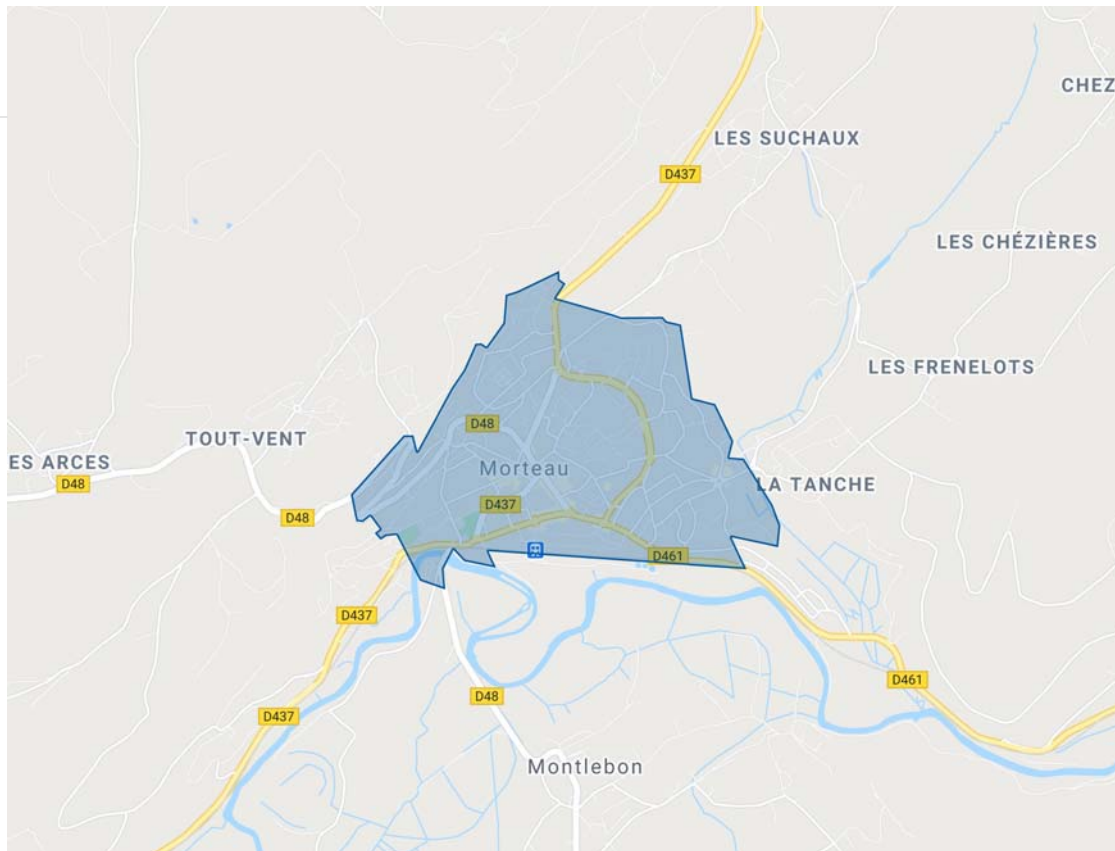 CHEZ
LES SUCHAUX
D437
LES CHÉZIÈRES
LES FRENELOTS
D48
TOUT-VENT
ES ARCES
Morteau
D48
LA TANCHE
D437
D48
D461
D437
D461
D48
D437
Montlebon